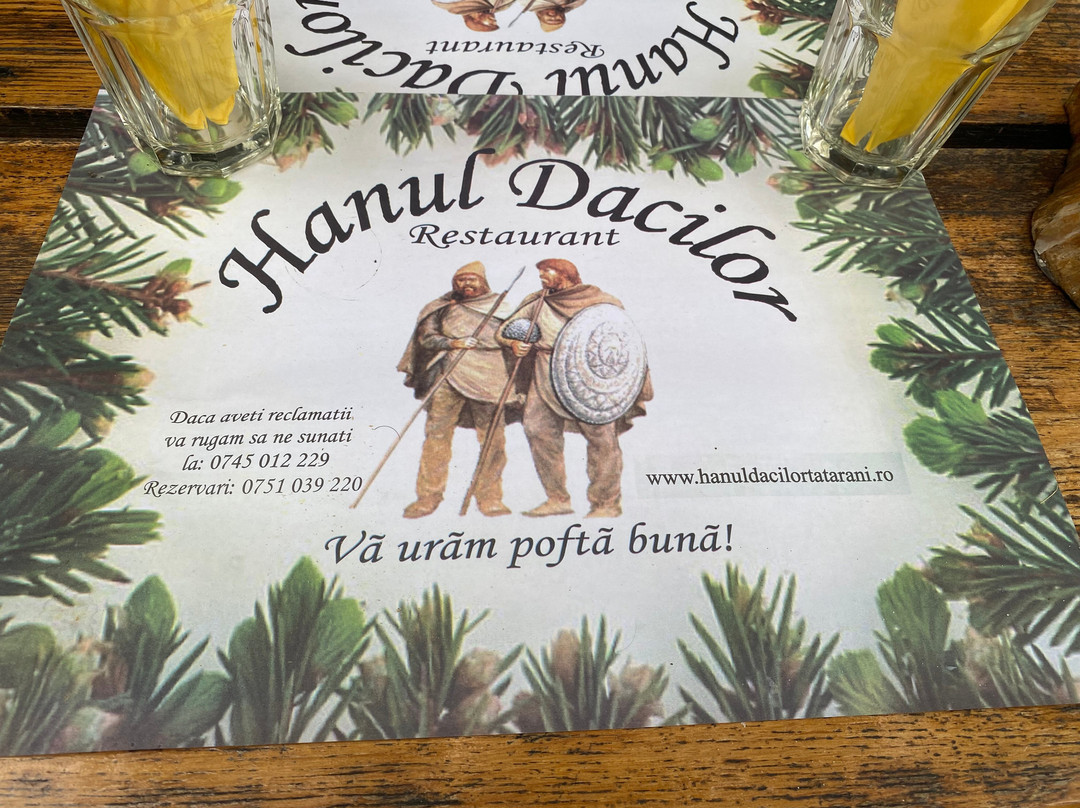 Restaurant
Hanul Dacilor
Hanul Dacilor
Restaurant
Daca aveti reclamatii
va rugam sa ne sunati
la: 0745 012 229
Rezervari: 0751 039 220
www.hanuldacilortatarani.ro
Vã urãm poftã bunã!